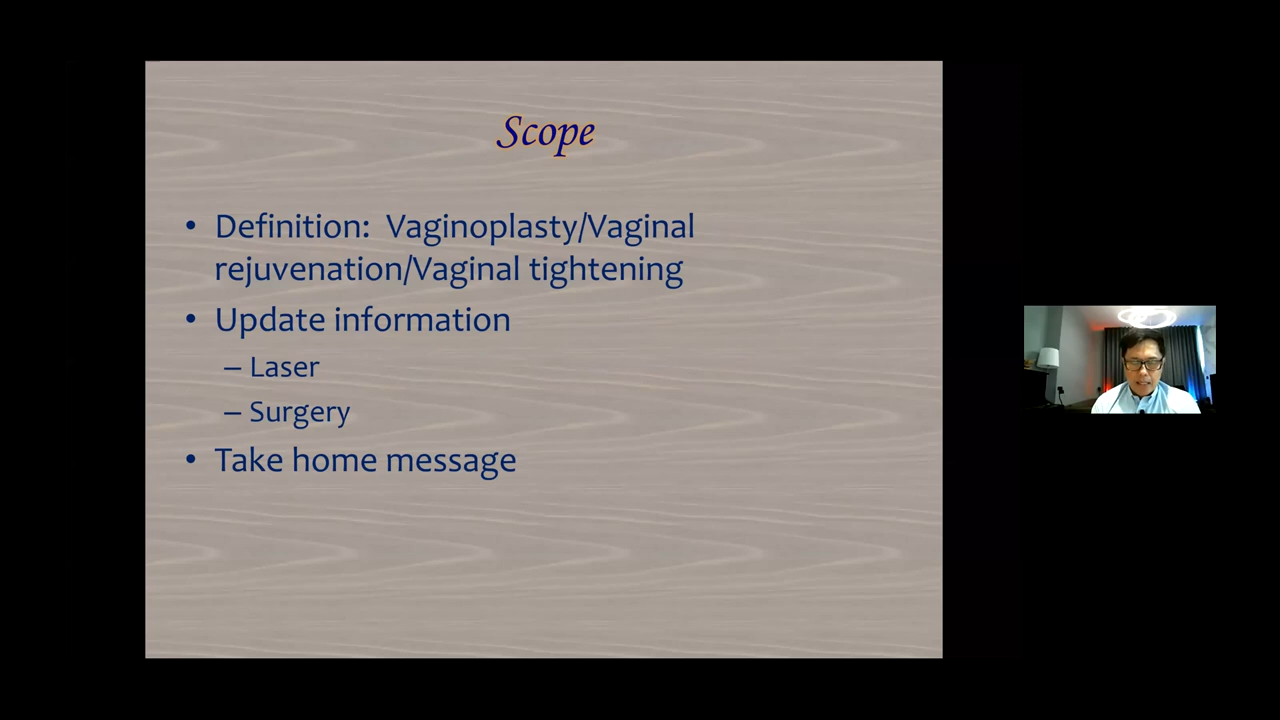 Scope
• Definition:  Vaginoplasty/Vaginal
rejuvenation/Vaginal tightening
• Update information
– Laser
– Surgery
• Take home message